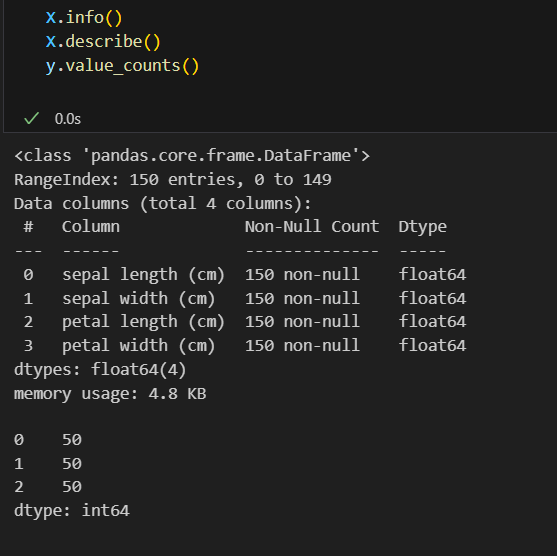 X.info()
X.describe()
y.value_counts()
0.0s
<class 'pandas.core.frame.DataFrame'>
RangeIndex: 150 entries, 0 to 149
Data columns (total 4 columns):
 #   Column             Non-Null Count  Dtype
---  ------             --------------  -----
 0   sepal length (cm)  150 non-null    float64
 1   sepal width (cm)   150 non-null    float64
 2   petal length (cm)  150 non-null    float64
 3   petal width (cm)   150 non-null    float64
dtypes: float64(4)
memory usage: 4.8 KB
0    50
1    50
2    50
dtype: int64